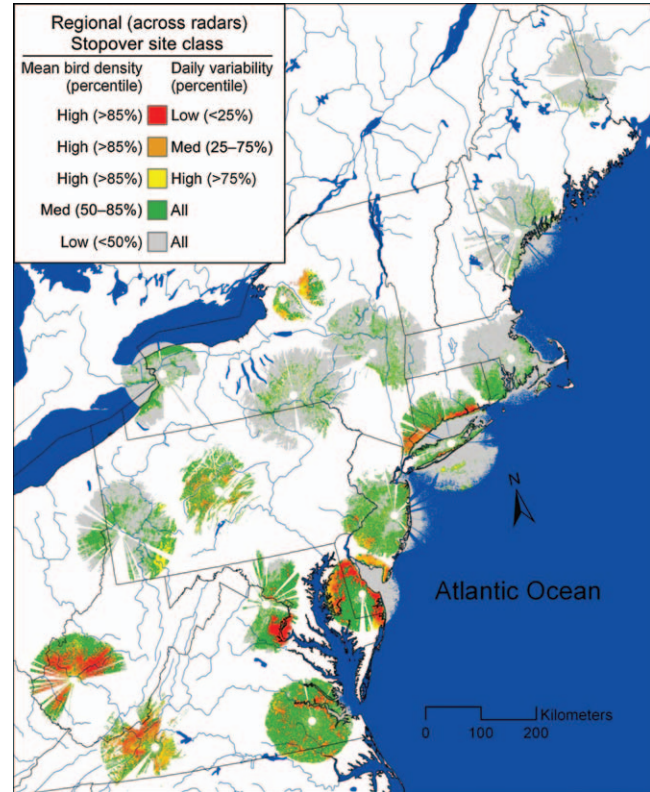 Regional (across radars)
Stopover site class
Mean bird density Daily variability
(percentile) (percentile)
High (>85%) Low (<25%)
High (>85%) Med (25–75%)
High (>85%) High (>75%)
Med (50–85%) All
Low (<50%) All
N
Atlantic Ocean
Kilometers
0 100 200